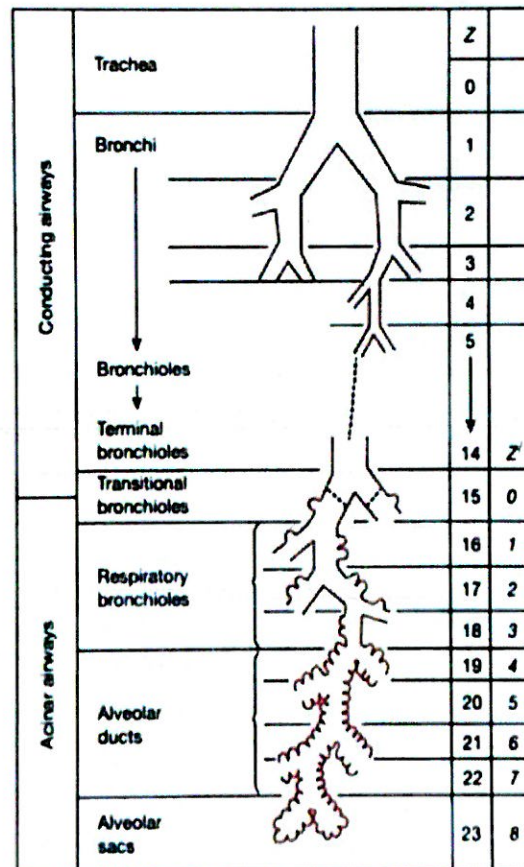 Z
Trachea
0
Conducting airways
Bronchi
1
2
3
4
5
Bronchioles
Terminal
bronchioles
14 Z'
Transitional
bronchioles
15 0
Acinar airways
Respiratory
bronchioles
16 1
17 2
18 3
Alveolar
ducts
19 4
20 5
21 6
22 7
Alveolar
sacs
23 8